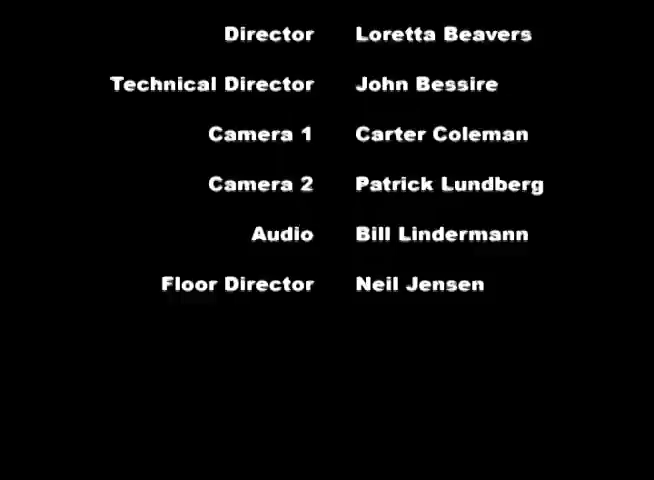 Director Loretta Beavers
Technical Director John Bessire
Camera 1 Carter Coleman
Camera 2 Patrick Lundberg
Audio Bill Lindermann
Floor Director Neil Jensen